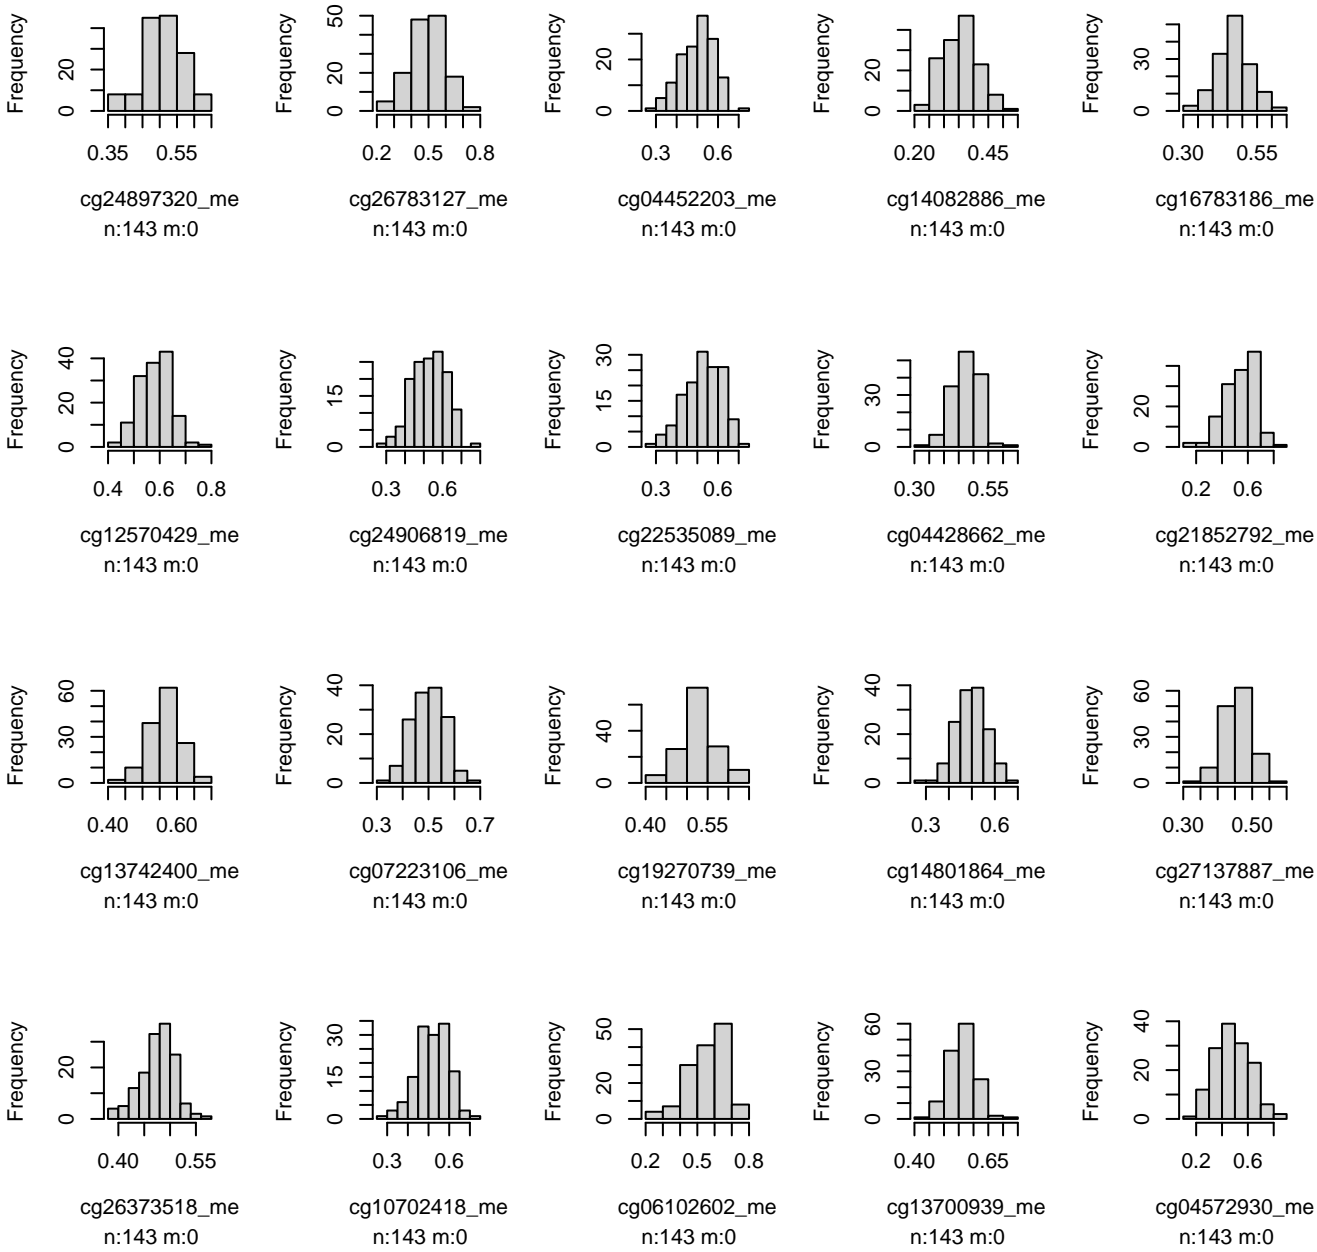 Frequency
0 20
0.35 0.55
cg24897320_me
n:143 m:0
Frequency
0 20 50
0.2 0.5 0.8
cg26783127_me
n:143 m:0
Frequency
0 20
0.3 0.6
cg04452203_me
n:143 m:0
Frequency
0 20
0.20 0.45
cg14082886_me
n:143 m:0
Frequency
0 30
0.30 0.55
cg16783186_me
n:143 m:0
Frequency
0 20 40
0.4 0.6 0.8
cg12570429_me
n:143 m:0
Frequency
0 15
0.3 0.6
cg24906819_me
n:143 m:0
Frequency
0 15 30
0.3 0.6
cg22535089_me
n:143 m:0
Frequency
0 30
0.30 0.55
cg04428662_me
n:143 m:0
Frequency
0 20
0.2 0.6
cg21852792_me
n:143 m:0
Frequency
0 30 60
0.40 0.60
cg13742400_me
n:143 m:0
Frequency
0 20 40
0.3 0.5 0.7
cg07223106_me
n:143 m:0
Frequency
0 40
0.40 0.55
cg19270739_me
n:143 m:0
Frequency
0 20 40
0.3 0.6
cg14801864_me
n:143 m:0
Frequency
0 30 60
0.30 0.50
cg27137887_me
n:143 m:0
Frequency
0 20
0.40 0.55
cg26373518_me
n:143 m:0
Frequency
0 15 30
0.3 0.6
cg10702418_me
n:143 m:0
Frequency
0 20 50
0.2 0.5 0.8
cg06102602_me
n:143 m:0
Frequency
0 30 60
0.40 0.65
cg13700939_me
n:143 m:0
Frequency
0 20 40
0.2 0.6
cg04572930_me
n:143 m:0